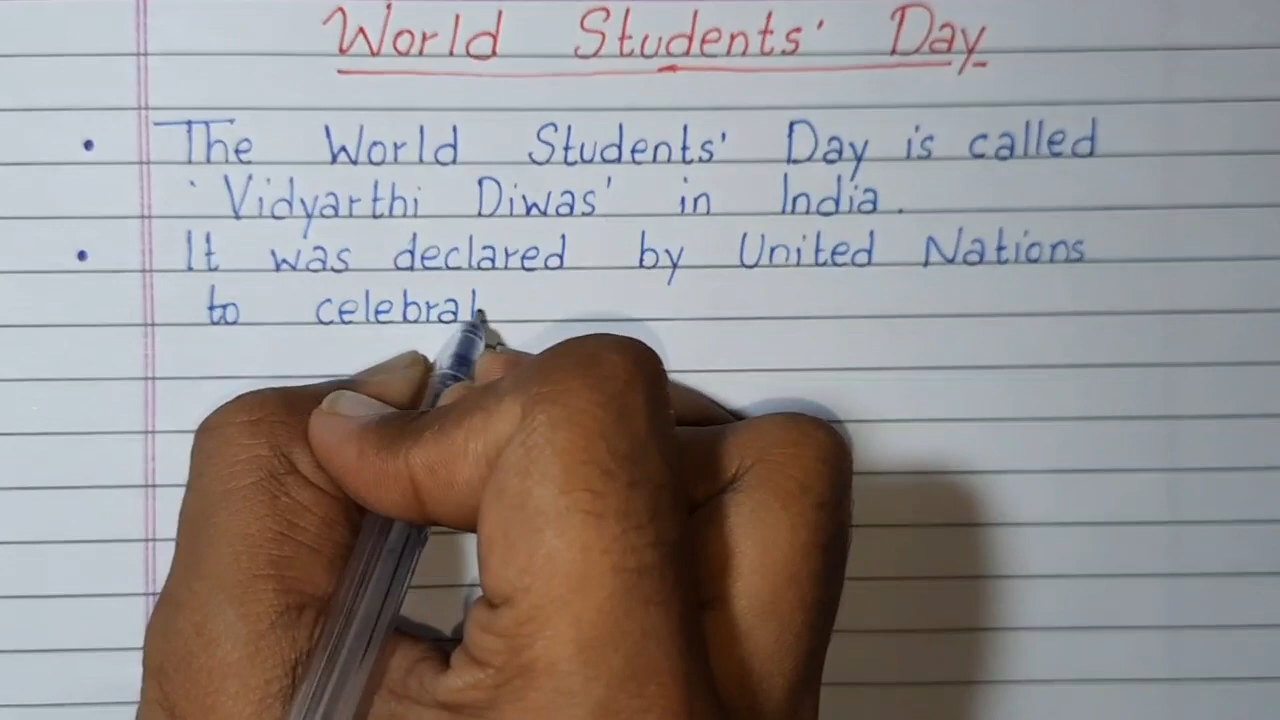 World Students' Day
• The World Students' Day is called
'Vidyarthi Diwas' in India.
• It was declared by United Nations
to celebrat